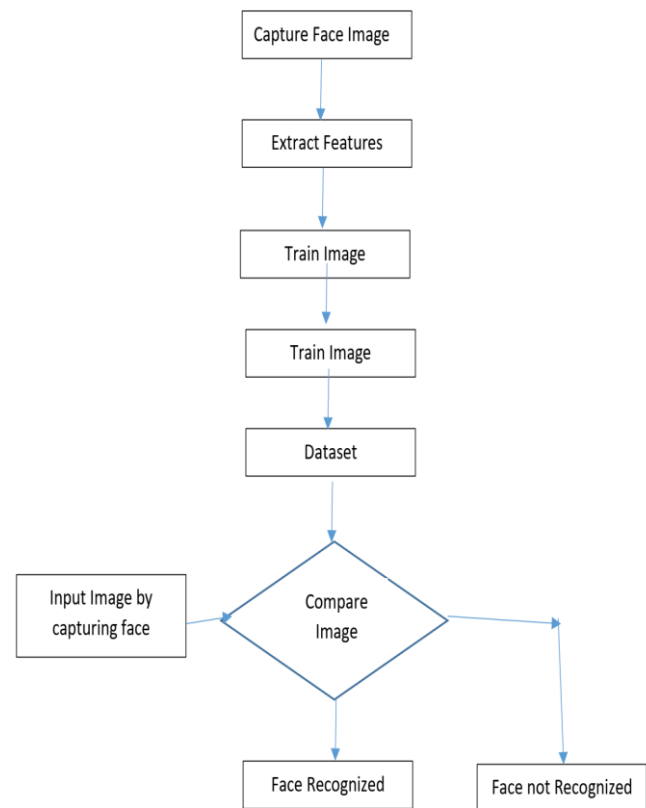 Capture Face Image
Extract Features
Train Image
Train Image
Dataset
Input Image by
capturing face
Compare
Image
Face Recognized
Face not Recognized